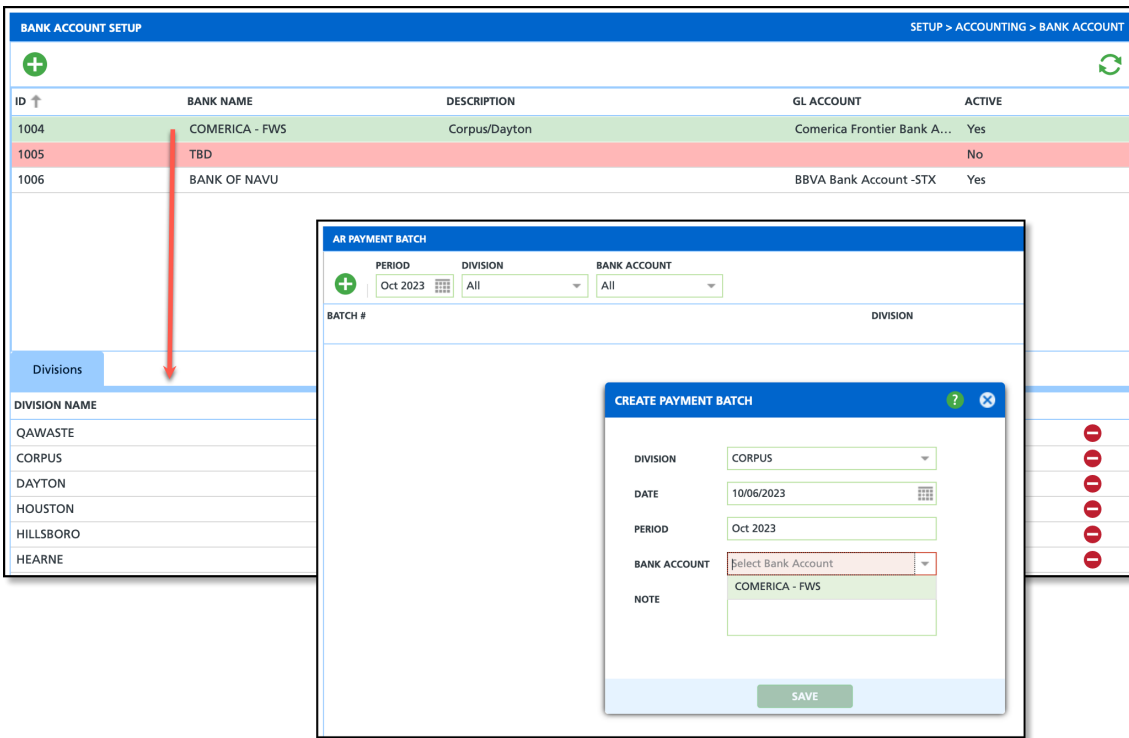 BANK ACCOUNT SETUP SETUP > ACCOUNTING > BANK ACCOUNT
ID BANK NAME DESCRIPTION GL ACCOUNT ACTIVE
1004 COMERICA - FWS Corpus/Dayton Comerica Frontier Bank A... Yes
1005 TBD No
1006 BANK OF NAVU BBVA Bank Account -STX Yes
Divisions
DIVISION NAME
QAWASTE
CORPUS
DAYTON
HOUSTON
HILLSBORO
HEARNE
AR PAYMENT BATCH
PERIOD DIVISION BANK ACCOUNT
Oct 2023 All All
BATCH # DIVISION
CREATE PAYMENT BATCH ?
DIVISION CORPUS
DATE 10/06/2023
PERIOD Oct 2023
BANK ACCOUNT Select Bank Account
COMERICA - FWS
NOTE
SAVE